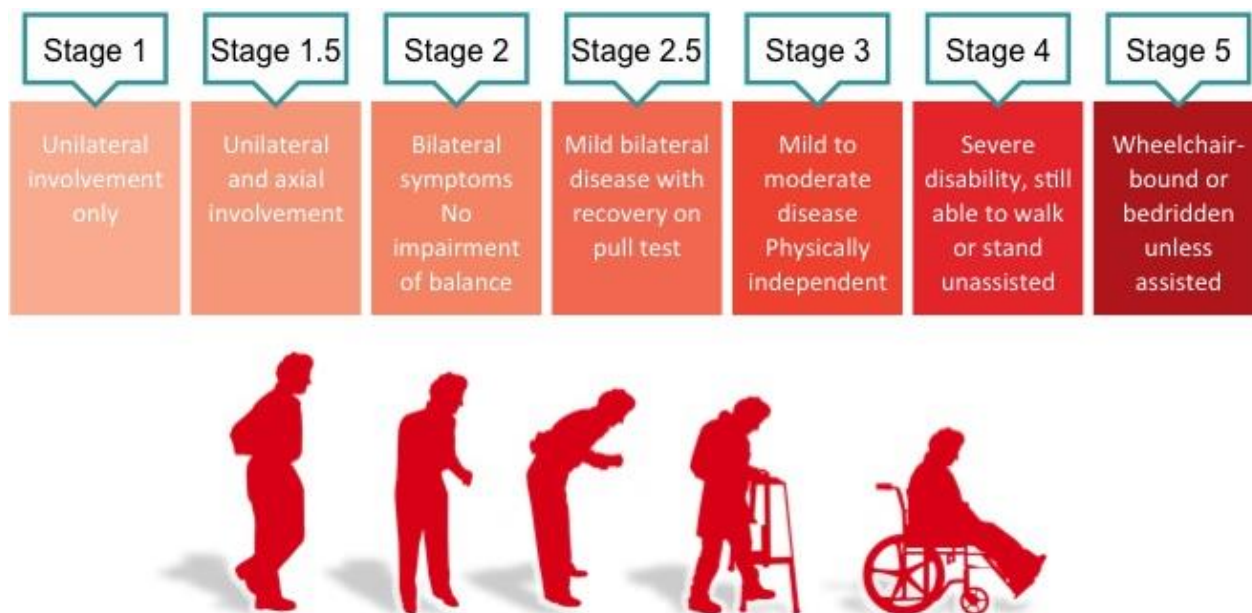 Stage 1
Unilateral
involvement
only
Stage 1.5
Unilateral
and axial
involvement
Stage 2
Bilateral
symptoms
No
impairment
of balance
Stage 2.5
Mild bilateral
disease with
recovery on
pull test
Stage 3
Mild to
moderate
disease
Physically
independent
Stage 4
Severe
disability, still
able to walk
or stand
unassisted
Stage 5
Wheelchair-
bound or
bedridden
unless
assisted